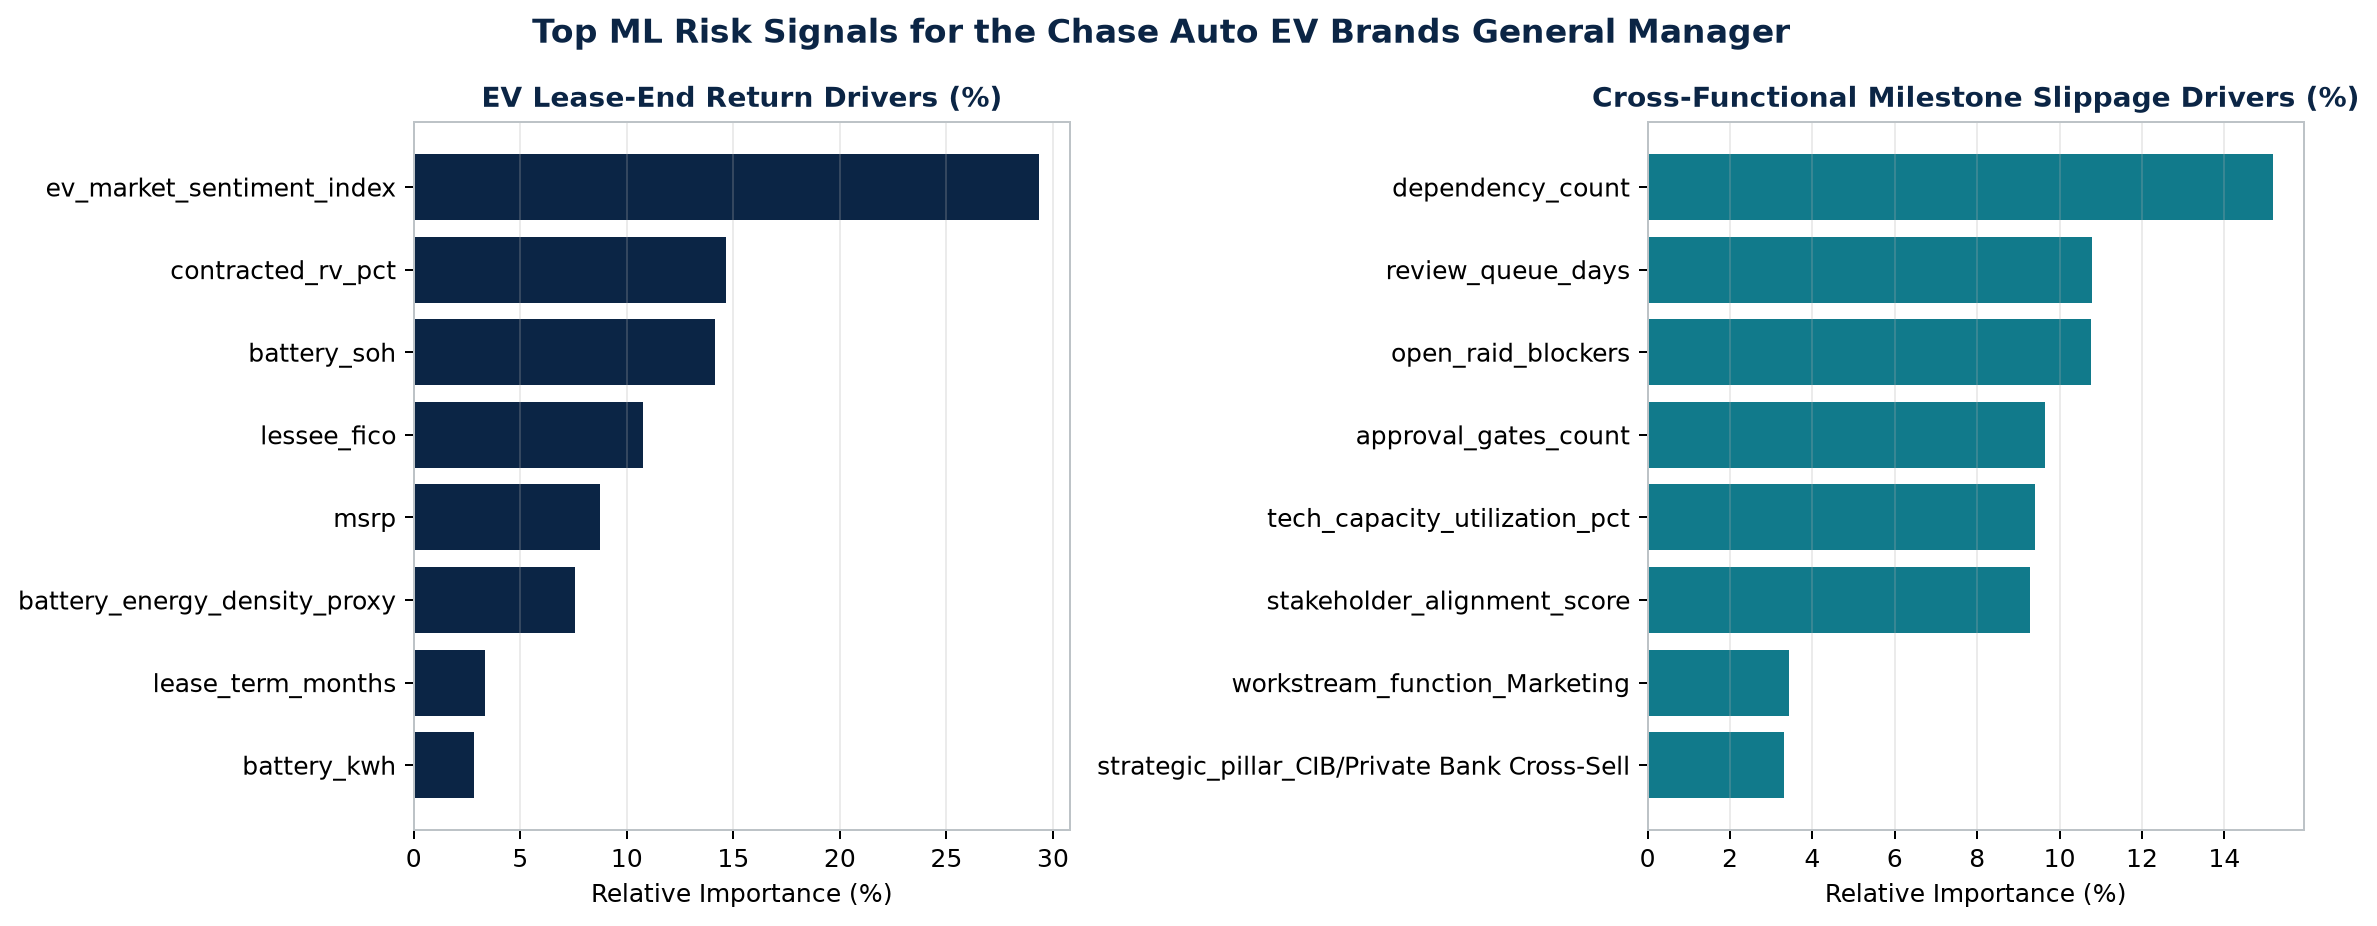 Top ML Risk Signals for the Chase Auto EV Brands General Manager
EV Lease-End Return Drivers (%)
ev_market_sentiment_index
contracted_rv_pct
battery_soh
lessee_fico
msrp
battery_energy_density_proxy
lease_term_months
battery_kwh
0 5 10 15 20 25 30
Relative Importance (%)
Cross-Functional Milestone Slippage Drivers (%)
dependency_count
review_queue_days
open_raid_blockers
approval_gates_count
tech_capacity_utilization_pct
stakeholder_alignment_score
workstream_function_Marketing
strategic_pillar_CIB/Private Bank Cross-Sell
0 2 4 6 8 10 12 14
Relative Importance (%)